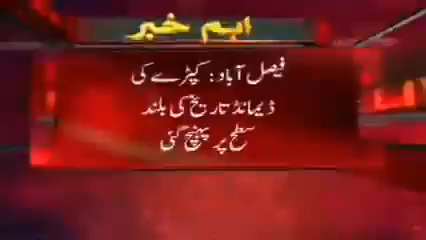 اہم خبر
فیصل آباد: کپڑے کی
ڈیمانڈ تاریخ کی بلند
سطح پر پہنچ گئی